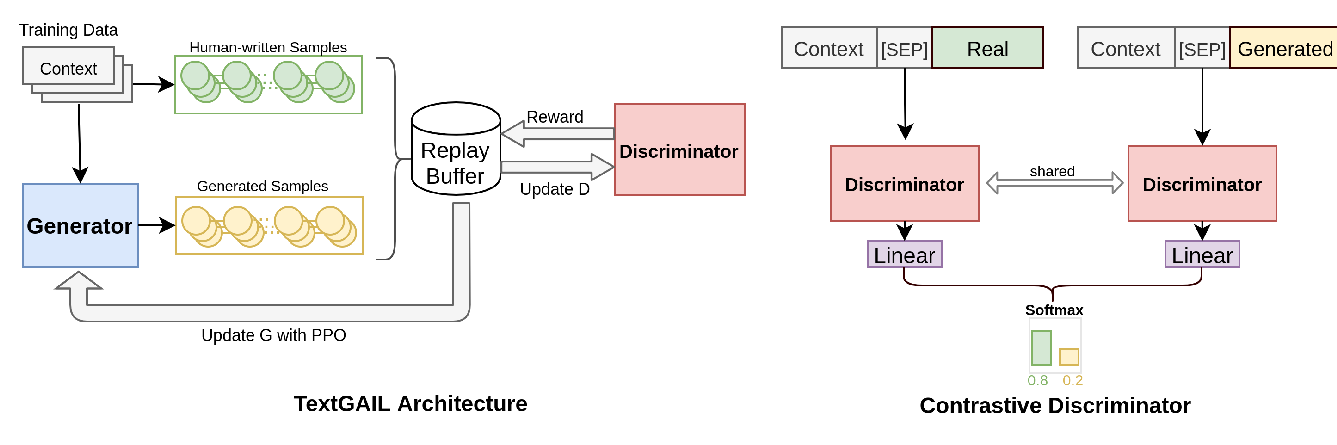 Training Data
Context
Human-written Samples
Generator
Generated Samples
Replay
Buffer
Reward
Update D
Discriminator
Update G with PPO
TextGAIL Architecture
Context [SEP] Real
Context [SEP] Generated
Discriminator
shared
Discriminator
Linear
Linear
Softmax
0.8 0.2
Contrastive Discriminator